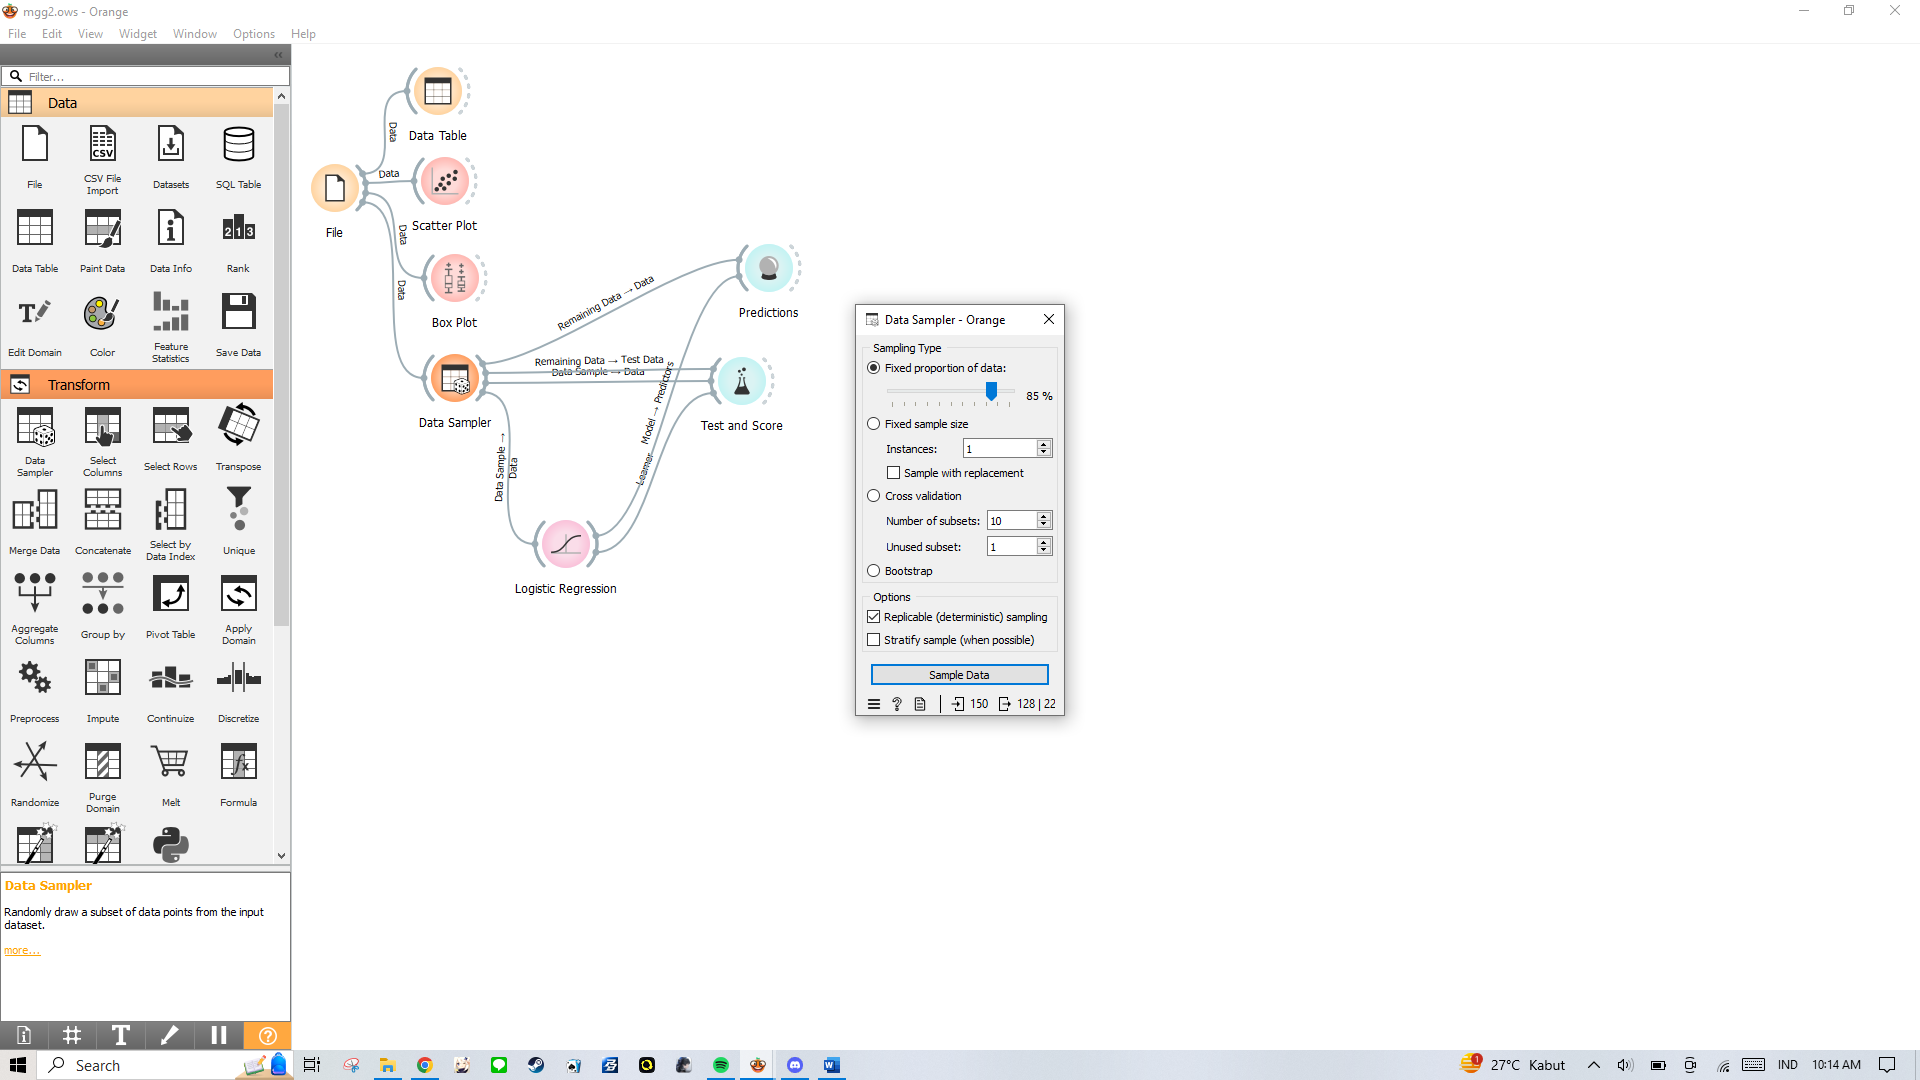 mgg2.ows - Orange
File Edit View Widget Window Options Help
Filter...
Data
File
CSV File Import
Datasets
SQL Table
Data Table
Paint Data
Data Info
Rank
Edit Domain
Color
Feature Statistics
Save Data
Transform
Data Sampler
Select Columns
Select Rows
Transpose
Merge Data
Concatenate
Select by Data Index
Unique
Aggregate Columns
Group by
Pivot Table
Apply Domain
Preprocess
Impute
Continuize
Discretize
Randomize
Purge Domain
Melt
Formula
Data Sampler
Randomly draw a subset of data points from the input
dataset.
more...
File
Data
Data Table
Data
Scatter Plot
Data
Box Plot
Data
Data Sampler
Remaining Data → Data
Predictions
Remaining Data → Test Data
Data Sample → Data
Test and Score
Data Sample →
Data
Model → Predictors
Learner
Logistic Regression
Data Sampler - Orange
Sampling Type
Fixed proportion of data:
85 %
Fixed sample size
Instances: 1
Sample with replacement
Cross validation
Number of subsets: 10
Unused subset: 1
Bootstrap
Options
Replicable (deterministic) sampling
Stratify sample (when possible)
Sample Data
150 128 | 22
Search
1
27°C Kabut
IND
10:14 AM